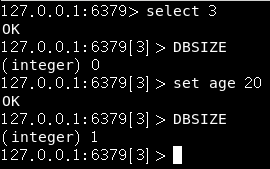 127.0.0.1:6379> select 3
OK
127.0.0.1:6379[3]> DBSIZE
(integer) 0
127.0.0.1:6379[3]> set age 20
OK
127.0.0.1:6379[3]> DBSIZE
(integer) 1
127.0.0.1:6379[3]>